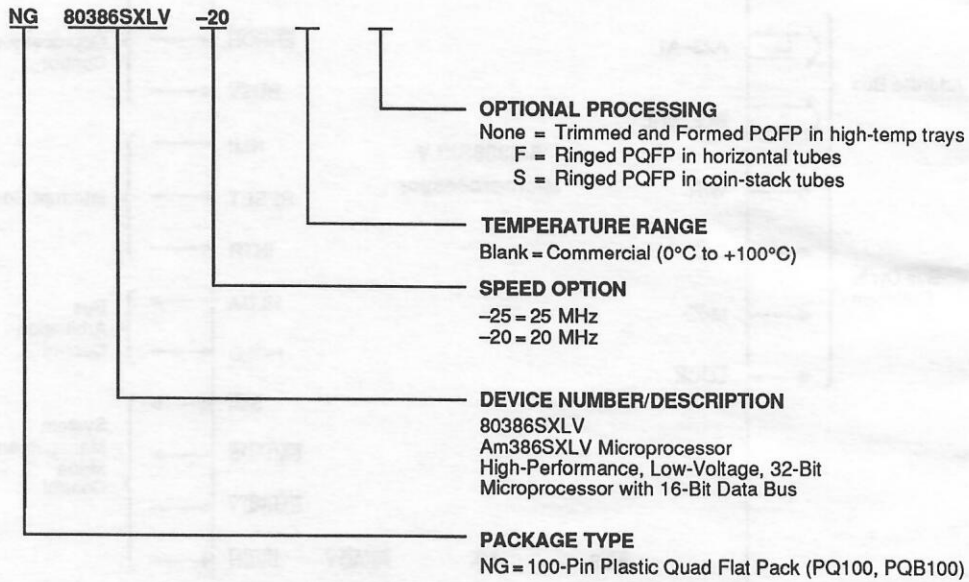 NG 80386SXLV –20
OPTIONAL PROCESSING
None = Trimmed and Formed PQFP in high-temp trays
F = Ringed PQFP in horizontal tubes
S = Ringed PQFP in coin-stack tubes
TEMPERATURE RANGE
Blank = Commercial (0°C to +100°C)
SPEED OPTION
–25 = 25 MHz
–20 = 20 MHz
DEVICE NUMBER/DESCRIPTION
80386SXLV
Am386SXLV Microprocessor
High-Performance, Low-Voltage, 32-Bit
Microprocessor with 16-Bit Data Bus
PACKAGE TYPE
NG = 100-Pin Plastic Quad Flat Pack (PQ100, PQB100)